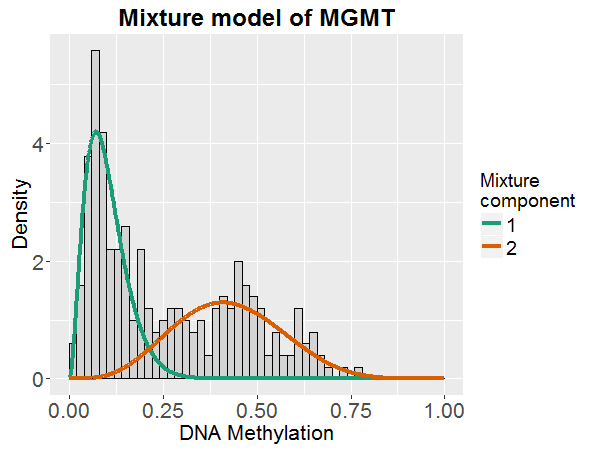 Mixture model of MGMT
Density
4
2
0
0.00 0.25 0.50 0.75 1.00
DNA Methylation
Mixture
component
1
2